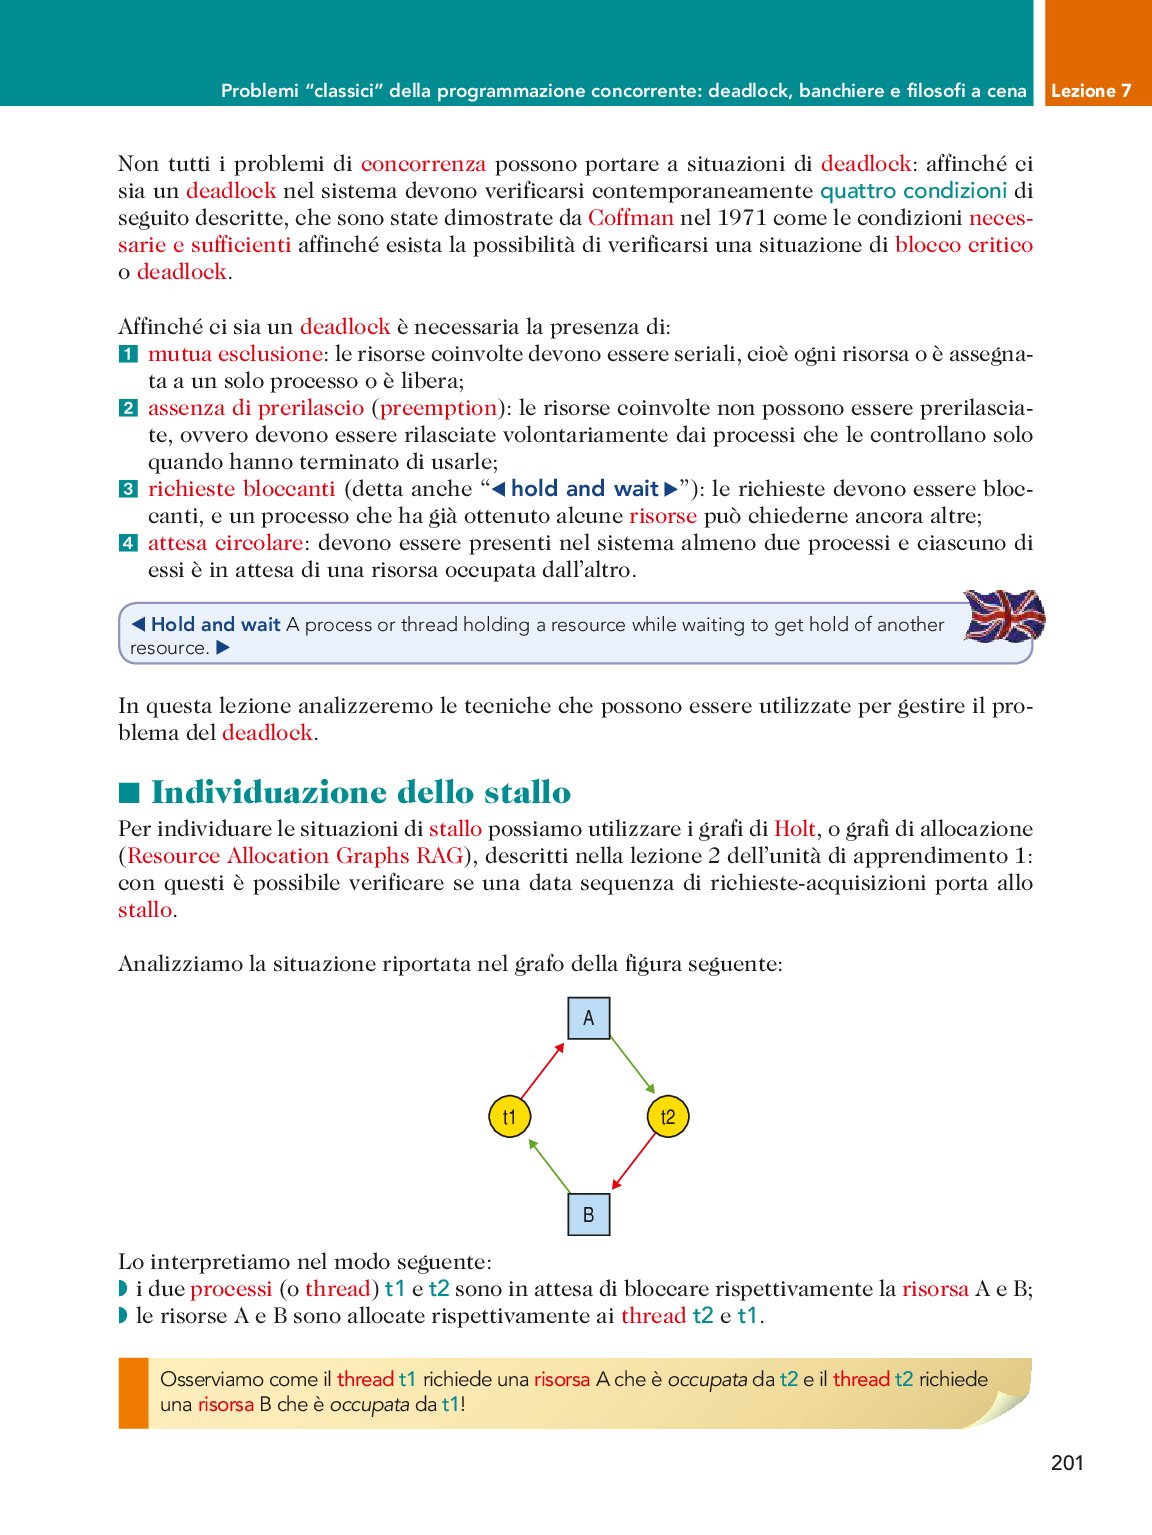 Problemi “classici” della programmazione concorrente: deadlock, banchiere e filosofi a cena
Lezione 7
Non tutti i problemi di concorrenza possono portare a situazioni di deadlock: affinché ci
sia un deadlock nel sistema devono verificarsi contemporaneamente quattro condizioni di
seguito descritte, che sono state dimostrate da Coffman nel 1971 come le condizioni neces-
sarie e sufficienti affinché esista la possibilità di verificarsi una situazione di blocco critico
o deadlock.
Affinché ci sia un deadlock è necessaria la presenza di:
1 mutua esclusione: le risorse coinvolte devono essere seriali, cioè ogni risorsa o è assegna-
ta a un solo processo o è libera;
2 assenza di prerilascio (preemption): le risorse coinvolte non possono essere prerilascia-
te, ovvero devono essere rilasciate volontariamente dai processi che le controllano solo
quando hanno terminato di usarle;
3 richieste bloccanti (detta anche “◀ hold and wait ▶”): le richieste devono essere bloc-
canti, e un processo che ha già ottenuto alcune risorse può chiederne ancora altre;
4 attesa circolare: devono essere presenti nel sistema almeno due processi e ciascuno di
essi è in attesa di una risorsa occupata dall’altro.
◀ Hold and wait A process or thread holding a resource while waiting to get hold of another
resource. ▶
In questa lezione analizzeremo le tecniche che possono essere utilizzate per gestire il pro-
blema del deadlock.
■ Individuazione dello stallo
Per individuare le situazioni di stallo possiamo utilizzare i grafi di Holt, o grafi di allocazione
(Resource Allocation Graphs RAG), descritti nella lezione 2 dell’unità di apprendimento 1:
con questi è possibile verificare se una data sequenza di richieste-acquisizioni porta allo
stallo.
Analizziamo la situazione riportata nel grafo della figura seguente:
A
t1
t2
B
Lo interpretiamo nel modo seguente:
◗ i due processi (o thread) t1 e t2 sono in attesa di bloccare rispettivamente la risorsa A e B;
◗ le risorse A e B sono allocate rispettivamente ai thread t2 e t1.
Osserviamo come il thread t1 richiede una risorsa A che è occupata da t2 e il thread t2 richiede
una risorsa B che è occupata da t1!
201